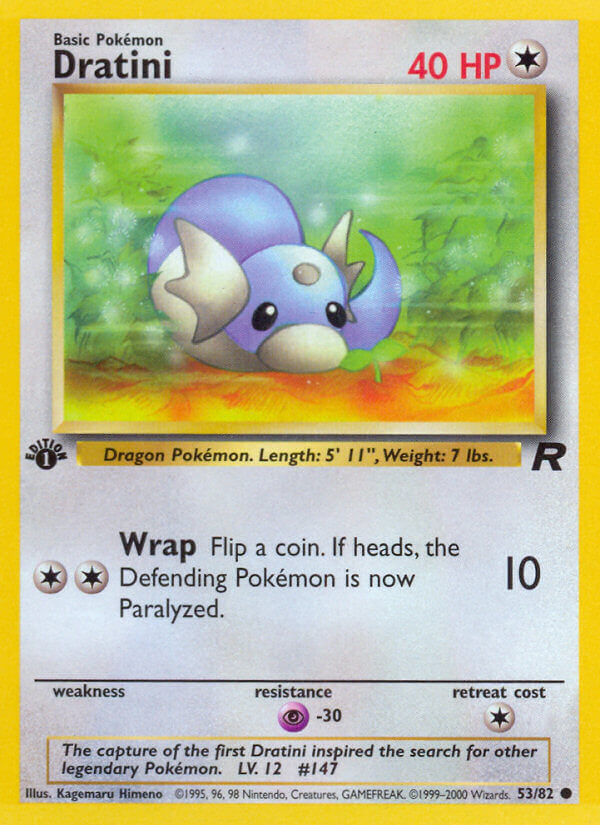 Basic Pokémon
Dratini
40 HP
EDITION
1
Dragon Pokémon. Length: 5' 11", Weight: 7 lbs.
R
Wrap Flip a coin. If heads, the
Defending Pokémon is now
Paralyzed.
10
weakness resistance retreat cost
-30
The capture of the first Dratini inspired the search for other
legendary Pokémon. LV. 12 #147
Illus. Kagemaru Himeno ©1995, 96, 98 Nintendo, Creatures, GAMEFREAK. ©1999-2000 Wizards. 53/82